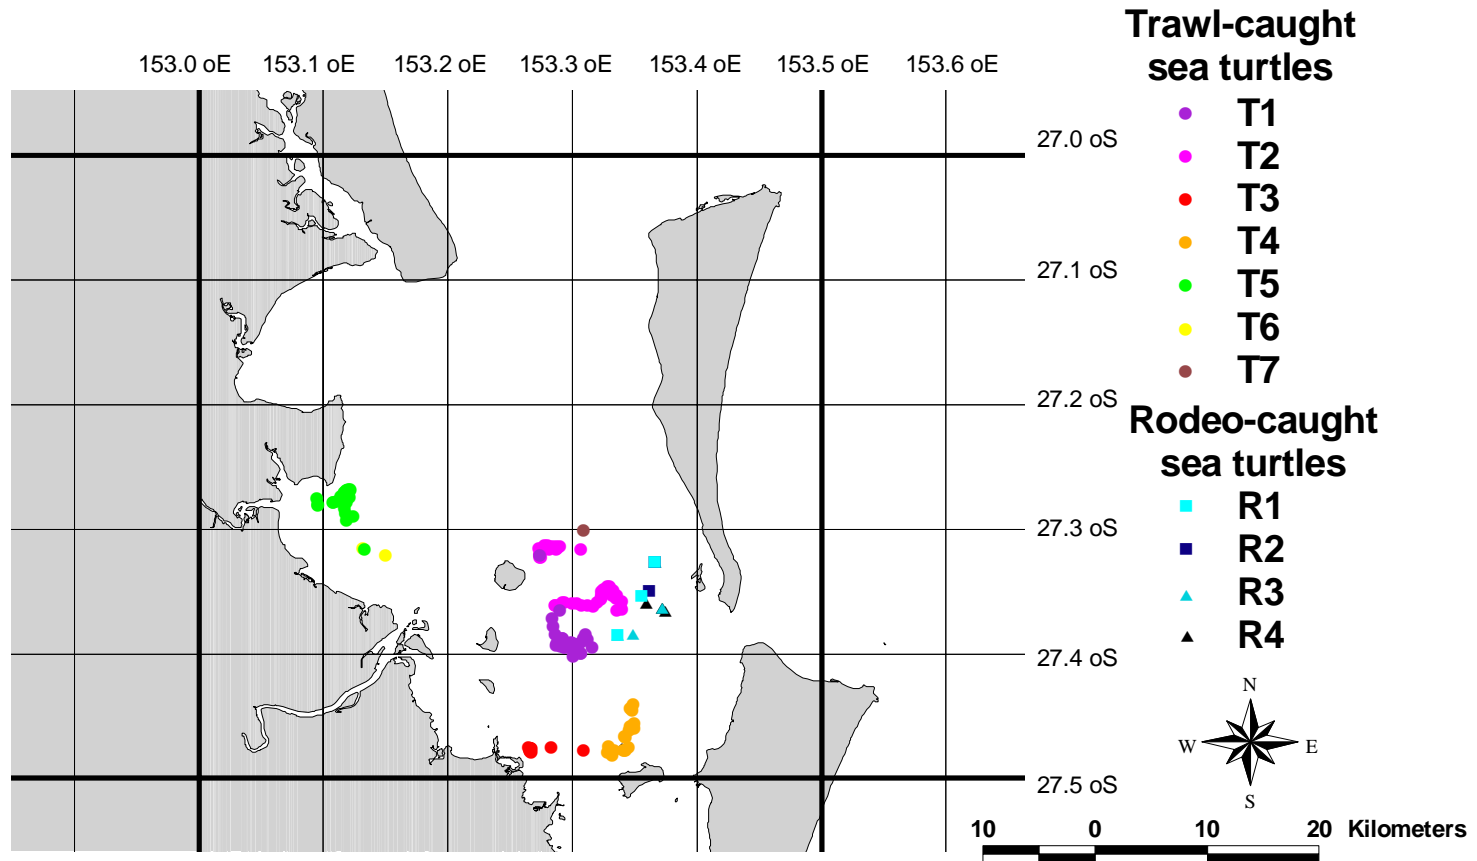 153.0 oE 153.1 oE 153.2 oE 153.3 oE 153.4 oE 153.5 oE 153.6 oE
27.0 oS
27.1 oS
27.2 oS
27.3 oS
27.4 oS
27.5 oS
Trawl-caught
sea turtles
T1
T2
T3
T4
T5
T6
T7
Rodeo-caught
sea turtles
R1
R2
R3
R4
N
W E
S
10 0 10 20 Kilometers